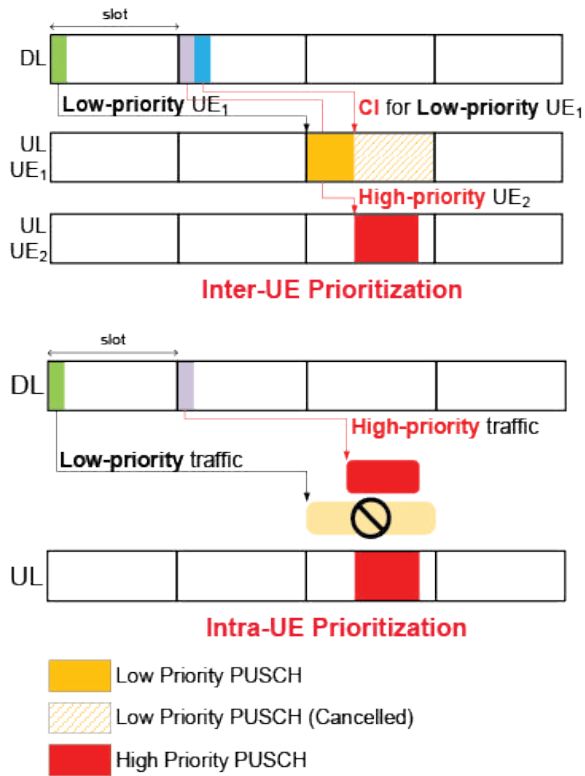 slot
DL
Low-priority UE1
CI for Low-priority UE1
UL
UE1
High-priority UE2
UL
UE2
Inter-UE Prioritization
slot
DL
High-priority traffic
Low-priority traffic
UL
Intra-UE Prioritization
Low Priority PUSCH
Low Priority PUSCH (Cancelled)
High Priority PUSCH